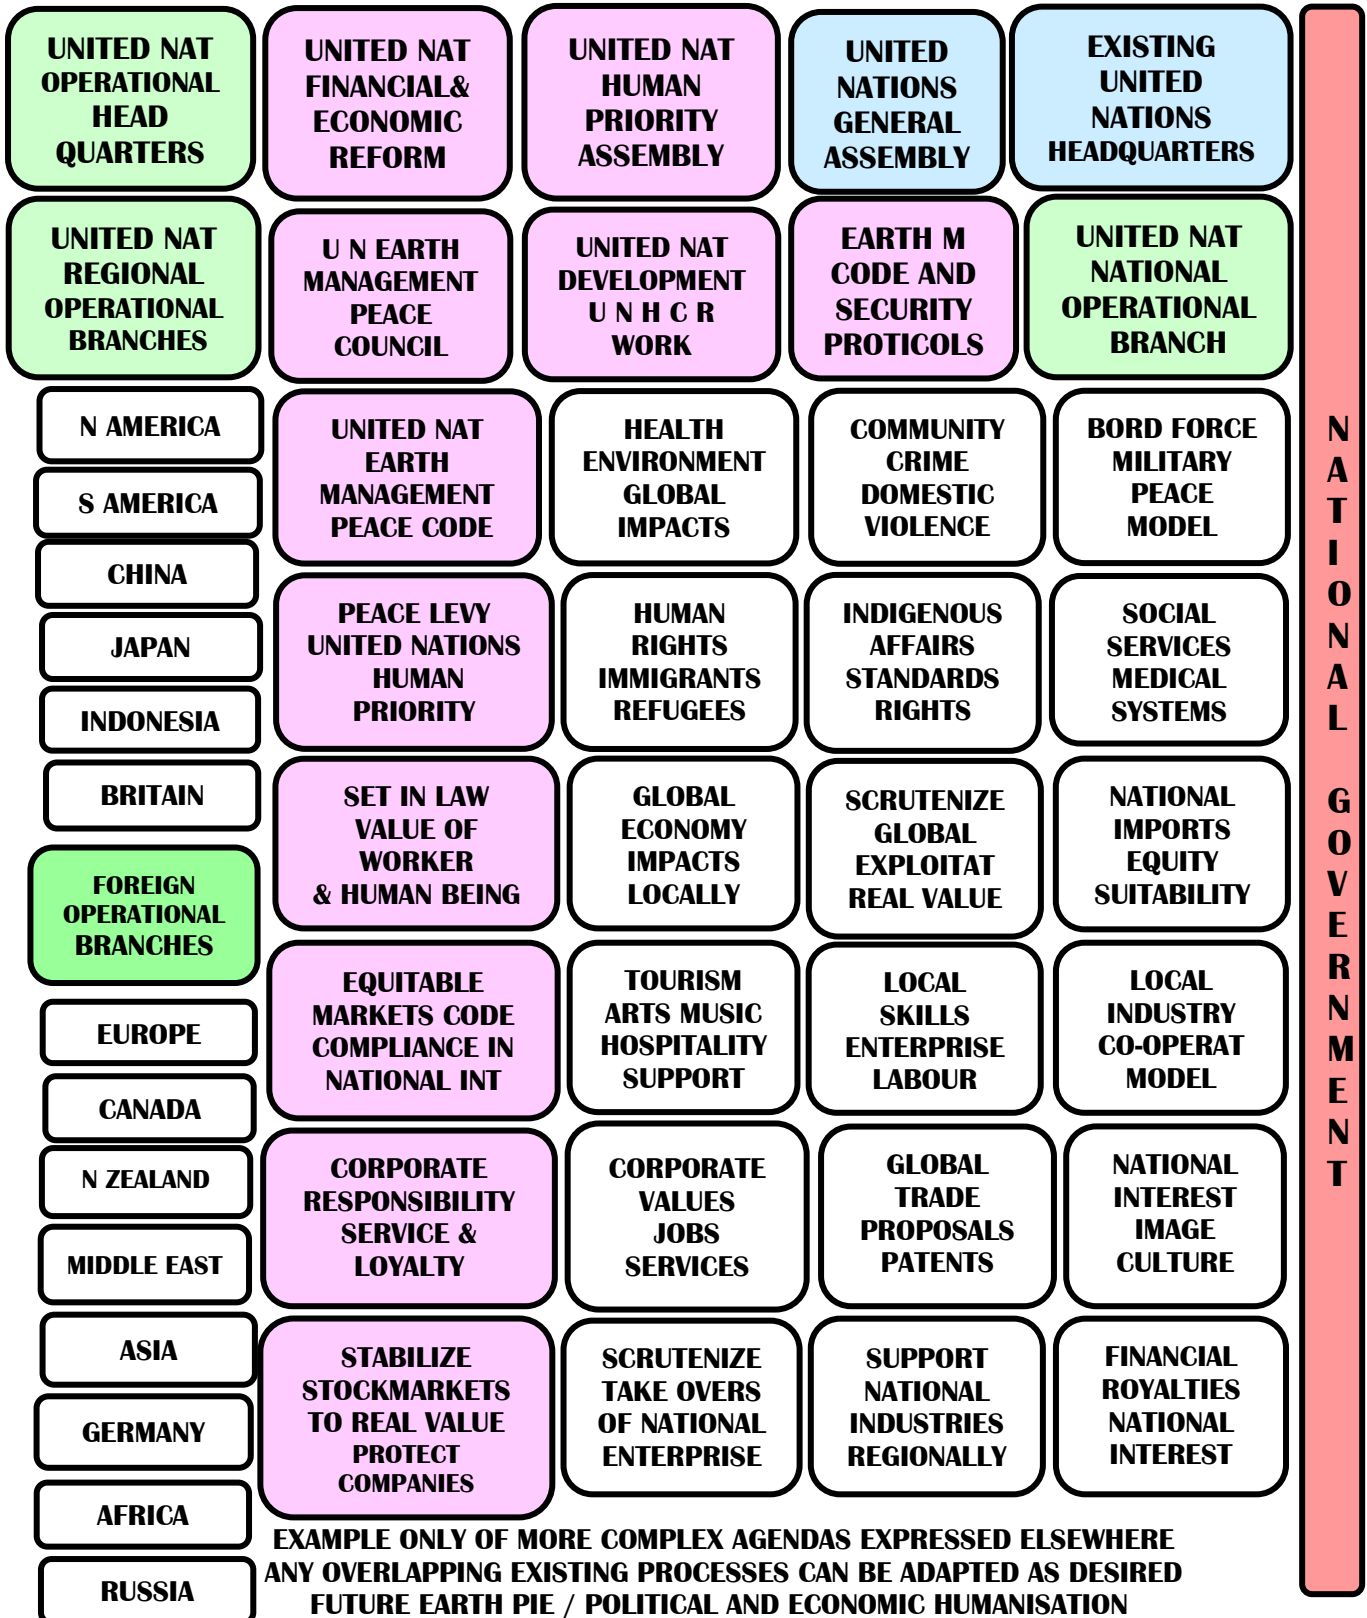 UNITED NAT
OPERATIONAL
HEAD
QUARTERS
UNITED NAT
FINANCIAL&
ECONOMIC
REFORM
UNITED NAT
HUMAN
PRIORITY
ASSEMBLY
UNITED
NATIONS
GENERAL
ASSEMBLY
EXISTING
UNITED
NATIONS
HEADQUARTERS
UNITED NAT
REGIONAL
OPERATIONAL
BRANCHES
U N EARTH
MANAGEMENT
PEACE
COUNCIL
UNITED NAT
DEVELOPMENT
U N H C R
WORK
EARTH M
CODE AND
SECURITY
PROTICOLS
UNITED NAT
NATIONAL
OPERATIONAL
BRANCH
N AMERICA
S AMERICA
CHINA
JAPAN
INDONESIA
BRITAIN
FOREIGN
OPERATIONAL
BRANCHES
EUROPE
CANADA
N ZEALAND
MIDDLE EAST
ASIA
GERMANY
AFRICA
RUSSIA
UNITED NAT
EARTH
MANAGEMENT
PEACE CODE
HEALTH
ENVIRONMENT
GLOBAL
IMPACTS
COMMUNITY
CRIME
DOMESTIC
VIOLENCE
BORD FORCE
MILITARY
PEACE
MODEL
PEACE LEVY
UNITED NATIONS
HUMAN
PRIORITY
HUMAN
RIGHTS
IMMIGRANTS
REFUGEES
INDIGENOUS
AFFAIRS
STANDARDS
RIGHTS
SOCIAL
SERVICES
MEDICAL
SYSTEMS
SET IN LAW
VALUE OF
WORKER
& HUMAN BEING
GLOBAL
ECONOMY
IMPACTS
LOCALLY
SCRUTENIZE
GLOBAL
EXPLOITAT
REAL VALUE
NATIONAL
IMPORTS
EQUITY
SUITABILITY
EQUITABLE
MARKETS CODE
COMPLIANCE IN
NATIONAL INT
TOURISM
ARTS MUSIC
HOSPITALITY
SUPPORT
LOCAL
SKILLS
ENTERPRISE
LABOUR
LOCAL
INDUSTRY
CO-OPERAT
MODEL
CORPORATE
RESPONSIBILITY
SERVICE &
LOYALTY
CORPORATE
VALUES
JOBS
SERVICES
GLOBAL
TRADE
PROPOSALS
PATENTS
NATIONAL
INTEREST
IMAGE
CULTURE
STABILIZE
STOCKMARKETS
TO REAL VALUE
PROTECT
COMPANIES
SCRUTENIZE
TAKE OVERS
OF NATIONAL
ENTERPRISE
SUPPORT
NATIONAL
INDUSTRIES
REGIONALLY
FINANCIAL
ROYALTIES
NATIONAL
INTEREST
NATIONAL GOVERNMENT
EXAMPLE ONLY OF MORE COMPLEX AGENDAS EXPRESSED ELSEWHERE
ANY OVERLAPPING EXISTING PROCESSES CAN BE ADAPTED AS DESIRED
FUTURE EARTH PIE / POLITICAL AND ECONOMIC HUMANISATION